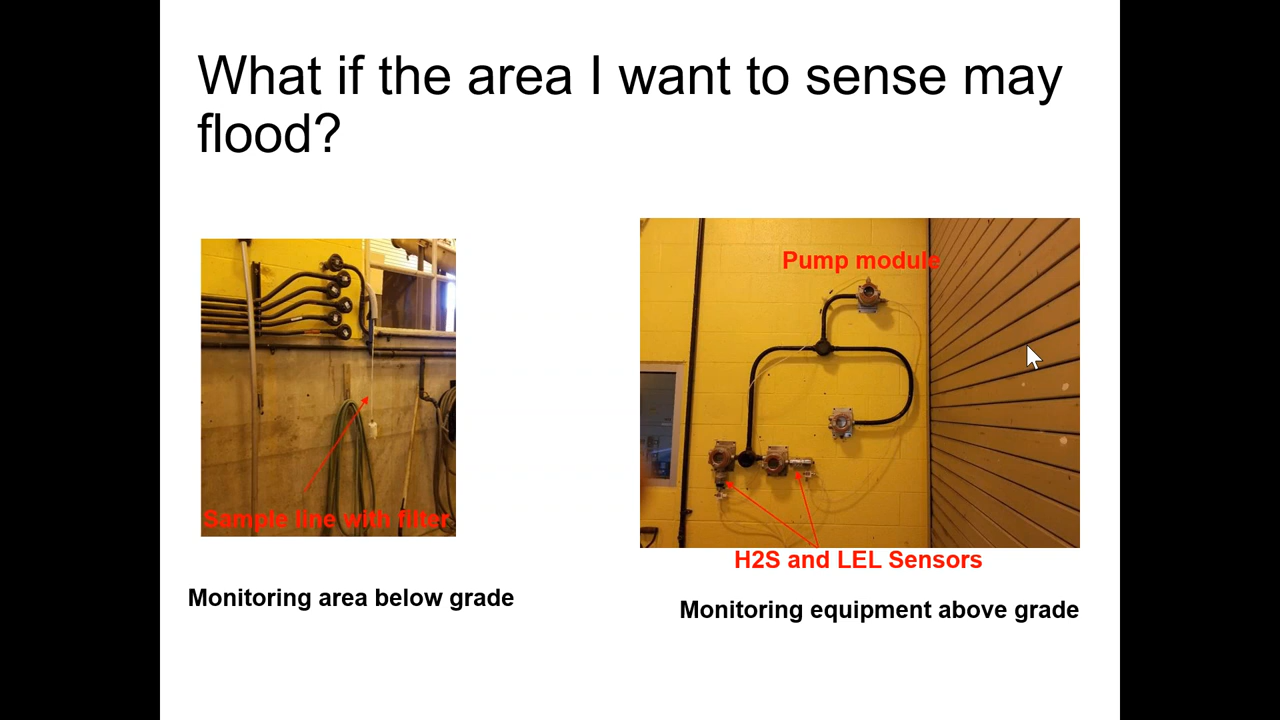 What if the area I want to sense may
flood?
Pump module
Sample line with filter
H2S and LEL Sensors
Monitoring area below grade
Monitoring equipment above grade